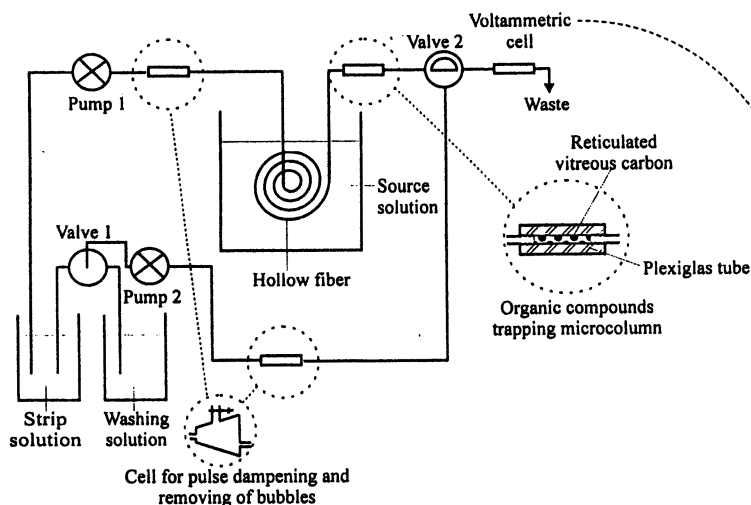 Voltammetric
cell
Valve 2
Pump 1
Waste
Reticulated
vitreous carbon
Source
solution
Valve 1
Hollow fiber
Plexiglas tube
Pump 2
Organic compounds
trapping microcolumn
Strip
solution
Washing
solution
Cell for pulse dampening and
removing of bubbles